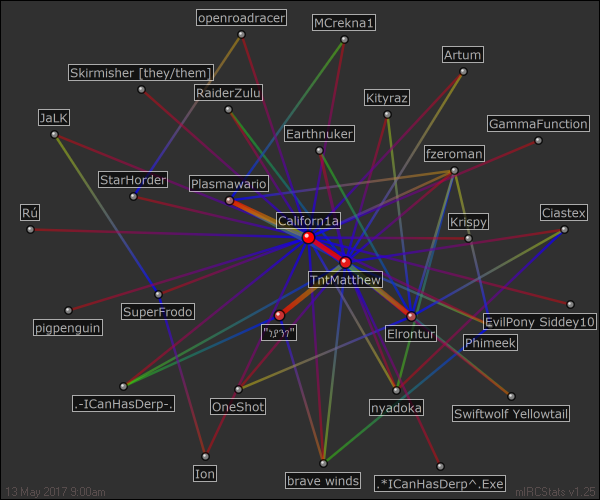 openroadracer
MCrekna1
Artum
Skirmisher [they/them]
RaiderZulu
Kityraz
JaLK
Earthnuker
GammaFunction
fzeroman
StarHorder
Plasmawario
Rú
Californ1a
Krispy
Ciastex
TntMatthew
pigpenguin
SuperFrodo
Elrontur
EvilPony Siddey10
Phimeek
.-ICanHasDerp-.
OneShot
nyadoka
Swiftwolf Yellowtail
Ion
brave winds
.*ICanHasDerp^.Exe
13 May 2017 9:00am
mIRCStats v1.25